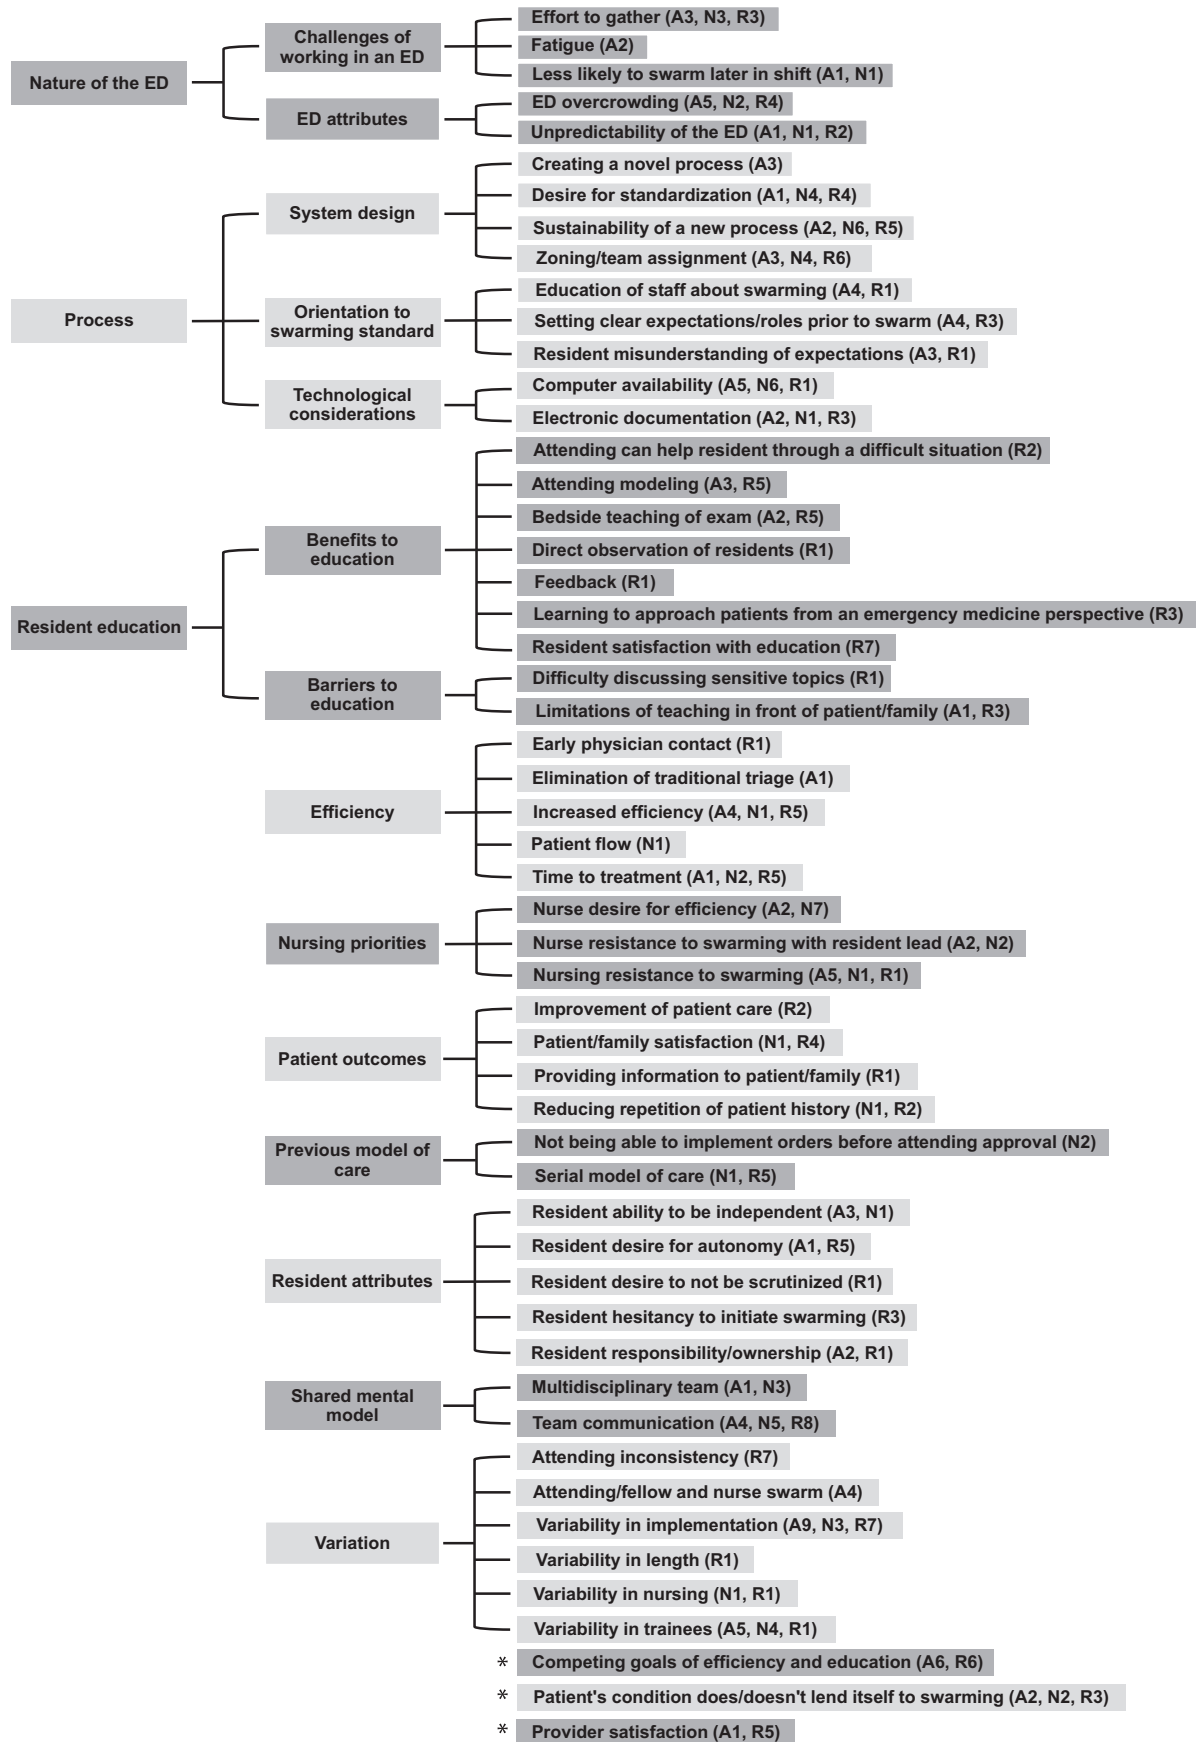 Nature of the ED
Challenges of
working in an ED
Effort to gather (A3, N3, R3)
Fatigue (A2)
Less likely to swarm later in shift (A1, N1)
ED attributes
ED overcrowding (A5, N2, R4)
Unpredictability of the ED (A1, N1, R2)
Process
System design
Creating a novel process (A3)
Desire for standardization (A1, N4, R4)
Sustainability of a new process (A2, N6, R5)
Zoning/team assignment (A3, N4, R6)
Orientation to
swarming standard
Education of staff about swarming (A4, R1)
Setting clear expectations/roles prior to swarm (A4, R3)
Resident misunderstanding of expectations (A3, R1)
Technological
considerations
Computer availability (A5, N6, R1)
Electronic documentation (A2, N1, R3)
Resident education
Benefits to
education
Attending can help resident through a difficult situation (R2)
Attending modeling (A3, R5)
Bedside teaching of exam (A2, R5)
Direct observation of residents (R1)
Feedback (R1)
Learning to approach patients from an emergency medicine perspective (R3)
Resident satisfaction with education (R7)
Barriers to
education
Difficulty discussing sensitive topics (R1)
Limitations of teaching in front of patient/family (A1, R3)
Efficiency
Early physician contact (R1)
Elimination of traditional triage (A1)
Increased efficiency (A4, N1, R5)
Patient flow (N1)
Time to treatment (A1, N2, R5)
Nursing priorities
Nurse desire for efficiency (A2, N7)
Nurse resistance to swarming with resident lead (A2, N2)
Nursing resistance to swarming (A5, N1, R1)
Patient outcomes
Improvement of patient care (R2)
Patient/family satisfaction (N1, R4)
Providing information to patient/family (R1)
Reducing repetition of patient history (N1, R2)
Previous model of
care
Not being able to implement orders before attending approval (N2)
Serial model of care (N1, R5)
Resident attributes
Resident ability to be independent (A3, N1)
Resident desire for autonomy (A1, R5)
Resident desire to not be scrutinized (R1)
Resident hesitancy to initiate swarming (R3)
Resident responsibility/ownership (A2, R1)
Shared mental
model
Multidisciplinary team (A1, N3)
Team communication (A4, N5, R8)
Variation
Attending inconsistency (R7)
Attending/fellow and nurse swarm (A4)
Variability in implementation (A9, N3, R7)
Variability in length (R1)
Variability in nursing (N1, R1)
Variability in trainees (A5, N4, R1)
* Competing goals of efficiency and education (A6, R6)
* Patient's condition does/doesn't lend itself to swarming (A2, N2, R3)
* Provider satisfaction (A1, R5)